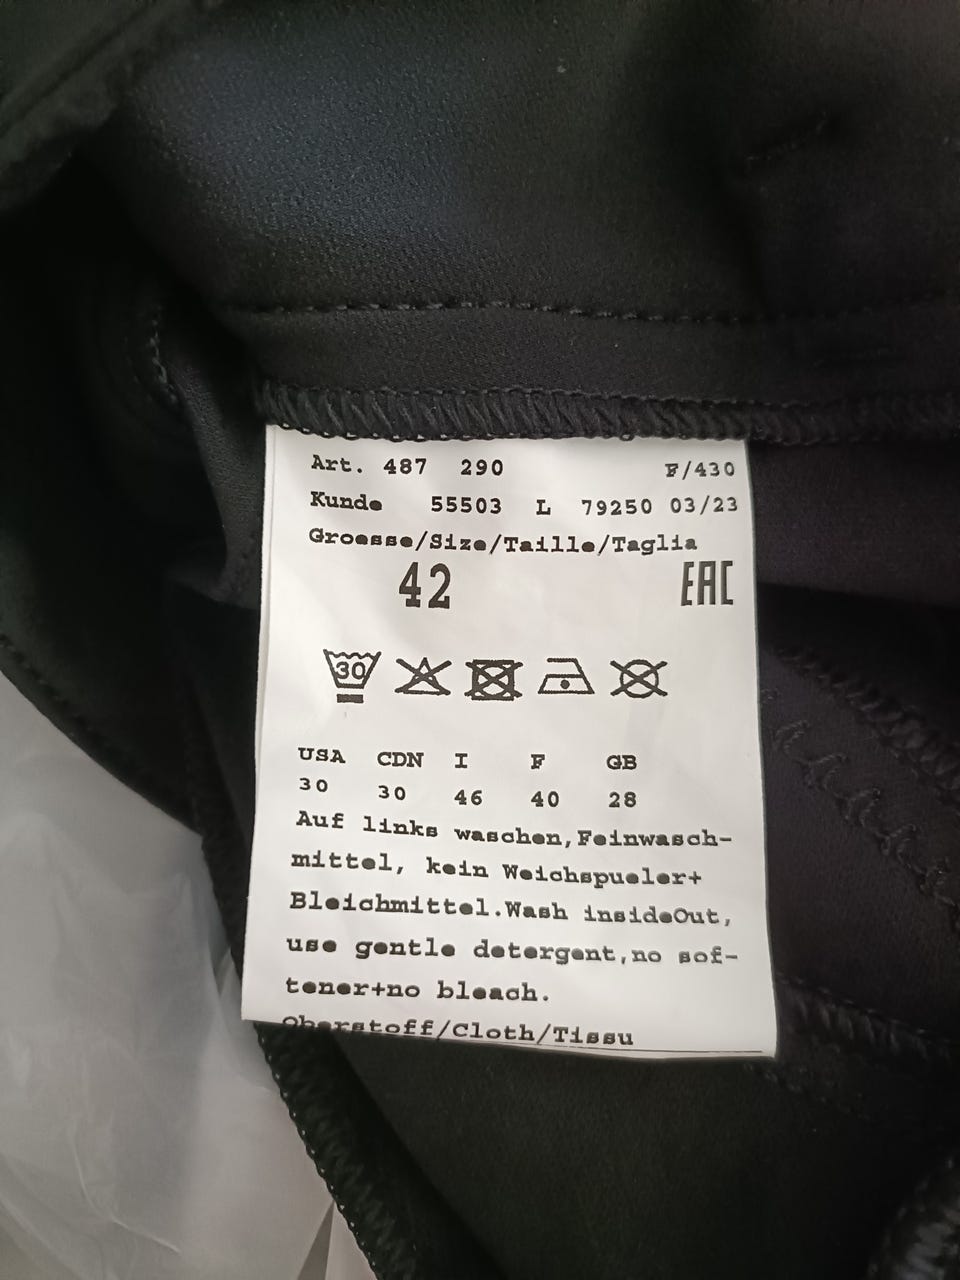 Art. 487 290 F/430
Kunde 55503 L 79250 03/23
Groesse/Size/Taille/Taglia
42 EAC
30
USA CDN I F GB
30 30 46 40 28
Auf links waschen,Feinwasch-
mittel, kein Weichspueler+
Bleichmittel.Wash insideOut,
use gentle detergent,no sof-
tener+no bleach.
Oberstoff/Cloth/Tissu